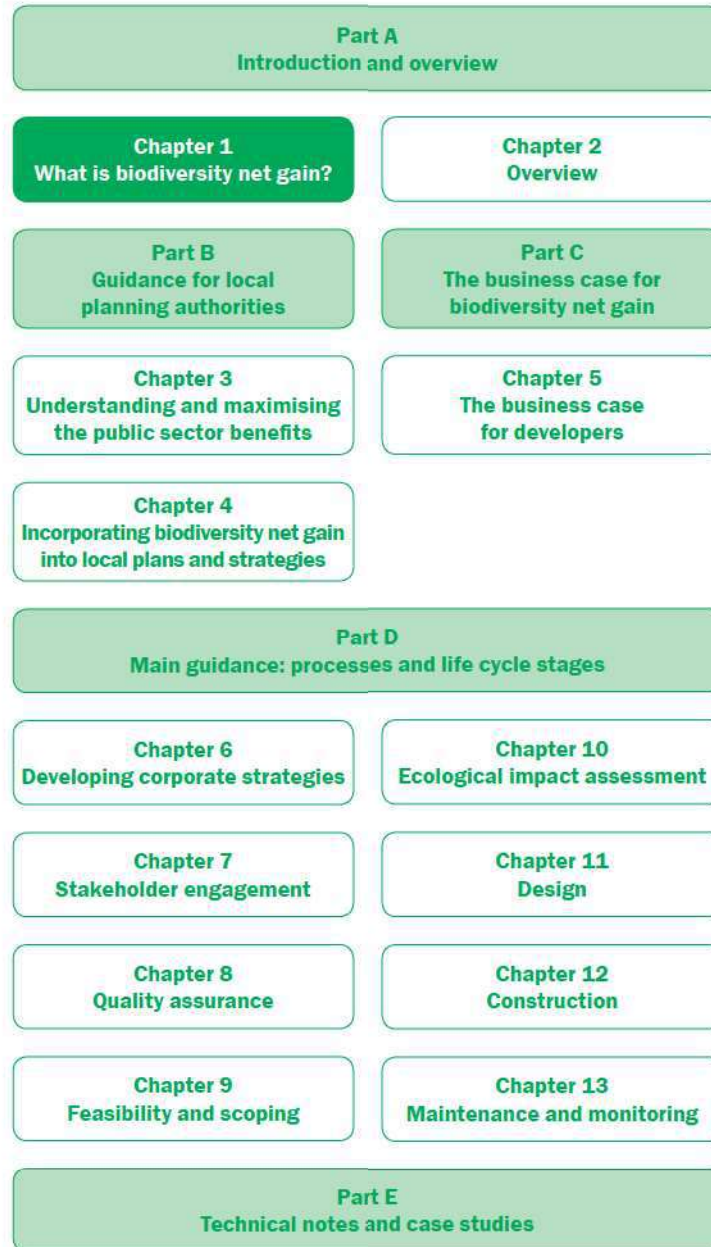 Part A
Introduction and overview
Chapter 1
What is biodiversity net gain?
Chapter 2
Overview
Part B
Guidance for local
planning authorities
Part C
The business case for
biodiversity net gain
Chapter 3
Understanding and maximising
the public sector benefits
Chapter 5
The business case
for developers
Chapter 4
Incorporating biodiversity net gain
into local plans and strategies
Part D
Main guidance: processes and life cycle stages
Chapter 6
Developing corporate strategies
Chapter 10
Ecological impact assessment
Chapter 7
Stakeholder engagement
Chapter 11
Design
Chapter 8
Quality assurance
Chapter 12
Construction
Chapter 9
Feasibility and scoping
Chapter 13
Maintenance and monitoring
Part E
Technical notes and case studies